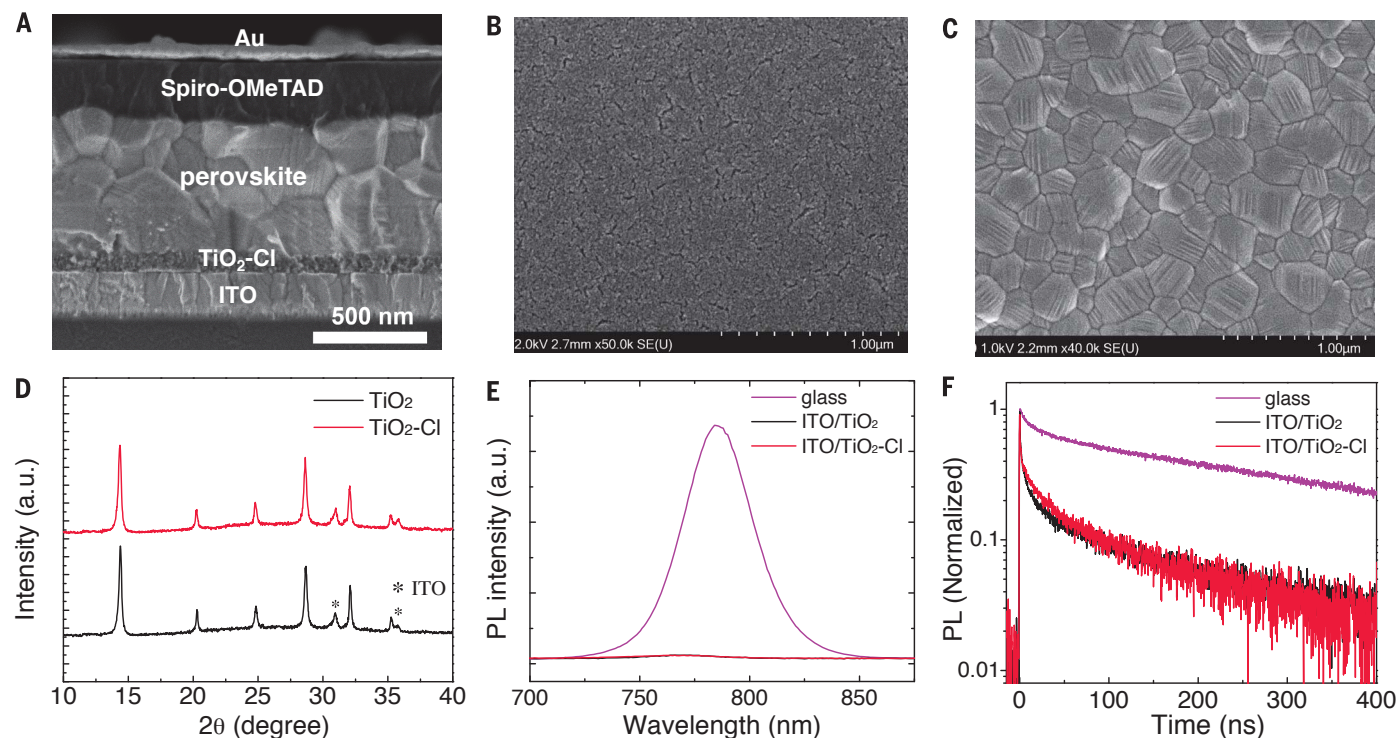 A
Au
Spiro-OMeTAD
perovskite
TiO₂-Cl
ITO
500 nm
B
2.0kV 2.7mm x50.0k SE(U)
1.00µm
C
1.0kV 2.2mm x40.0k SE(U)
1.00µm
D
TiO₂
TiO₂-Cl
* ITO
*
*
Intensity (a.u.)
10 15 20 25 30 35 40
2θ (degree)
E
glass
ITO/TiO₂
ITO/TiO₂-Cl
PL intensity (a.u.)
700 750 800 850
Wavelength (nm)
F
glass
ITO/TiO₂
ITO/TiO₂-Cl
PL (Normalized)
1
0.1
0.01
0 100 200 300 400
Time (ns)